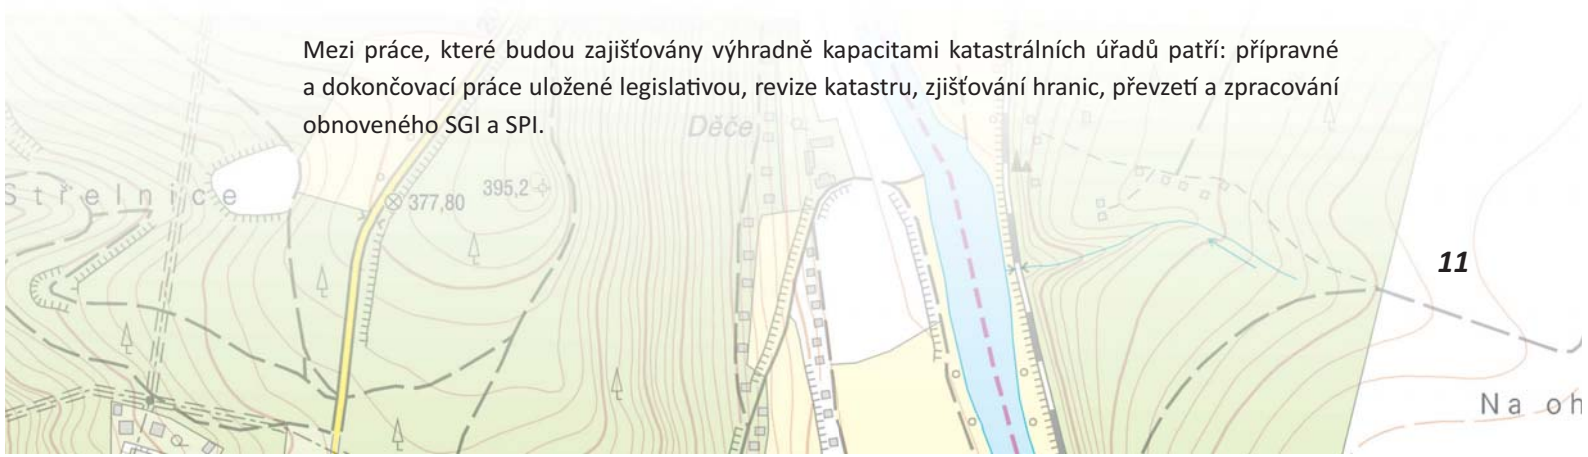 Mezi práce, které budou zajišťovány výhradně kapacitami katastrálních úřadů patří: přípravné
a dokončovací práce uložené legislativou, revize katastru, zjišťování hranic, převzetí a zpracování
obnoveného SGI a SPI.
Děče
Střelnice
395,2
377,80
11
Na oh